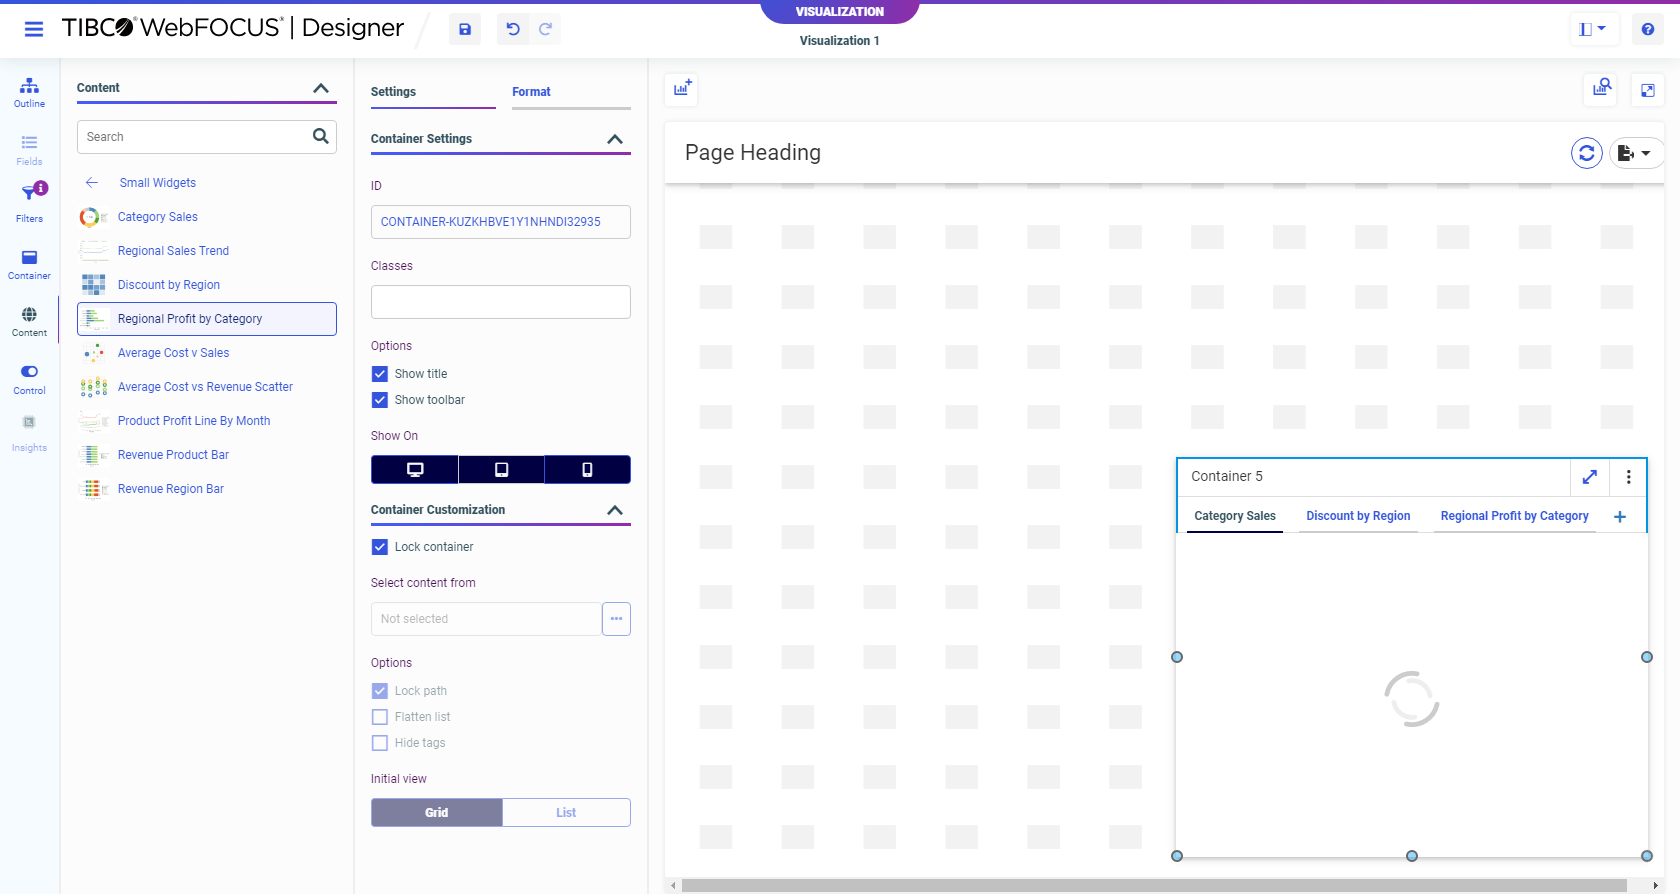 VISUALIZATION
TIBCO WebFOCUS® | Designer
Visualization 1
Outline
Fields
Filters
Container
Content
Control
Insights
Content
Search
Small Widgets
Category Sales
Regional Sales Trend
Discount by Region
Regional Profit by Category
Average Cost v Sales
Average Cost vs Revenue Scatter
Product Profit Line By Month
Revenue Product Bar
Revenue Region Bar
Settings
Format
Container Settings
ID
CONTAINER-KUZKHBVE1Y1NHNDI32935
Classes
Options
Show title
Show toolbar
Show On
Container Customization
Lock container
Select content from
Not selected
Options
Lock path
Flatten list
Hide tags
Initial view
Grid
List
Page Heading
Container 5
Category Sales
Discount by Region
Regional Profit by Category